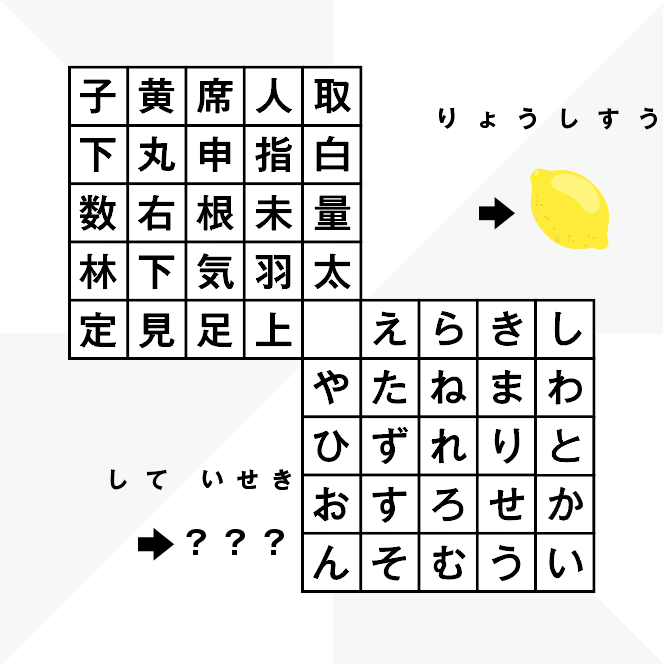 子黄席人取
りょうしすう
下丸申指白
数右根未量
林下気羽太
定見足上
えらきし
やたねまわ
ひずれりと
して いせき
おすろせか
???
んそむうい